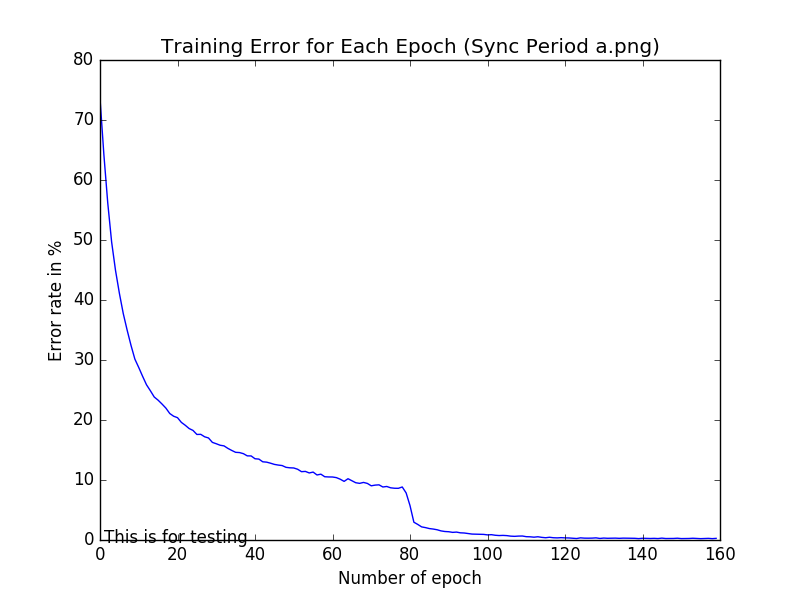 Training Error for Each Epoch (Sync Period a.png)
80
70
60
50
40
30
20
10
0
Error rate in %
This is for testing
0 20 40 60 80 100 120 140 160
Number of epoch